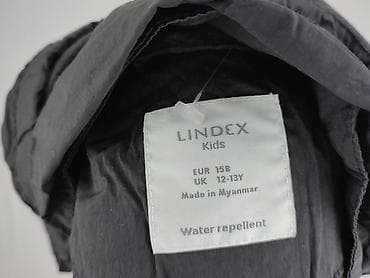 LINDEX
Kids
EUR 158
UK 12-13Y
Made in Myanmar
Water repellent